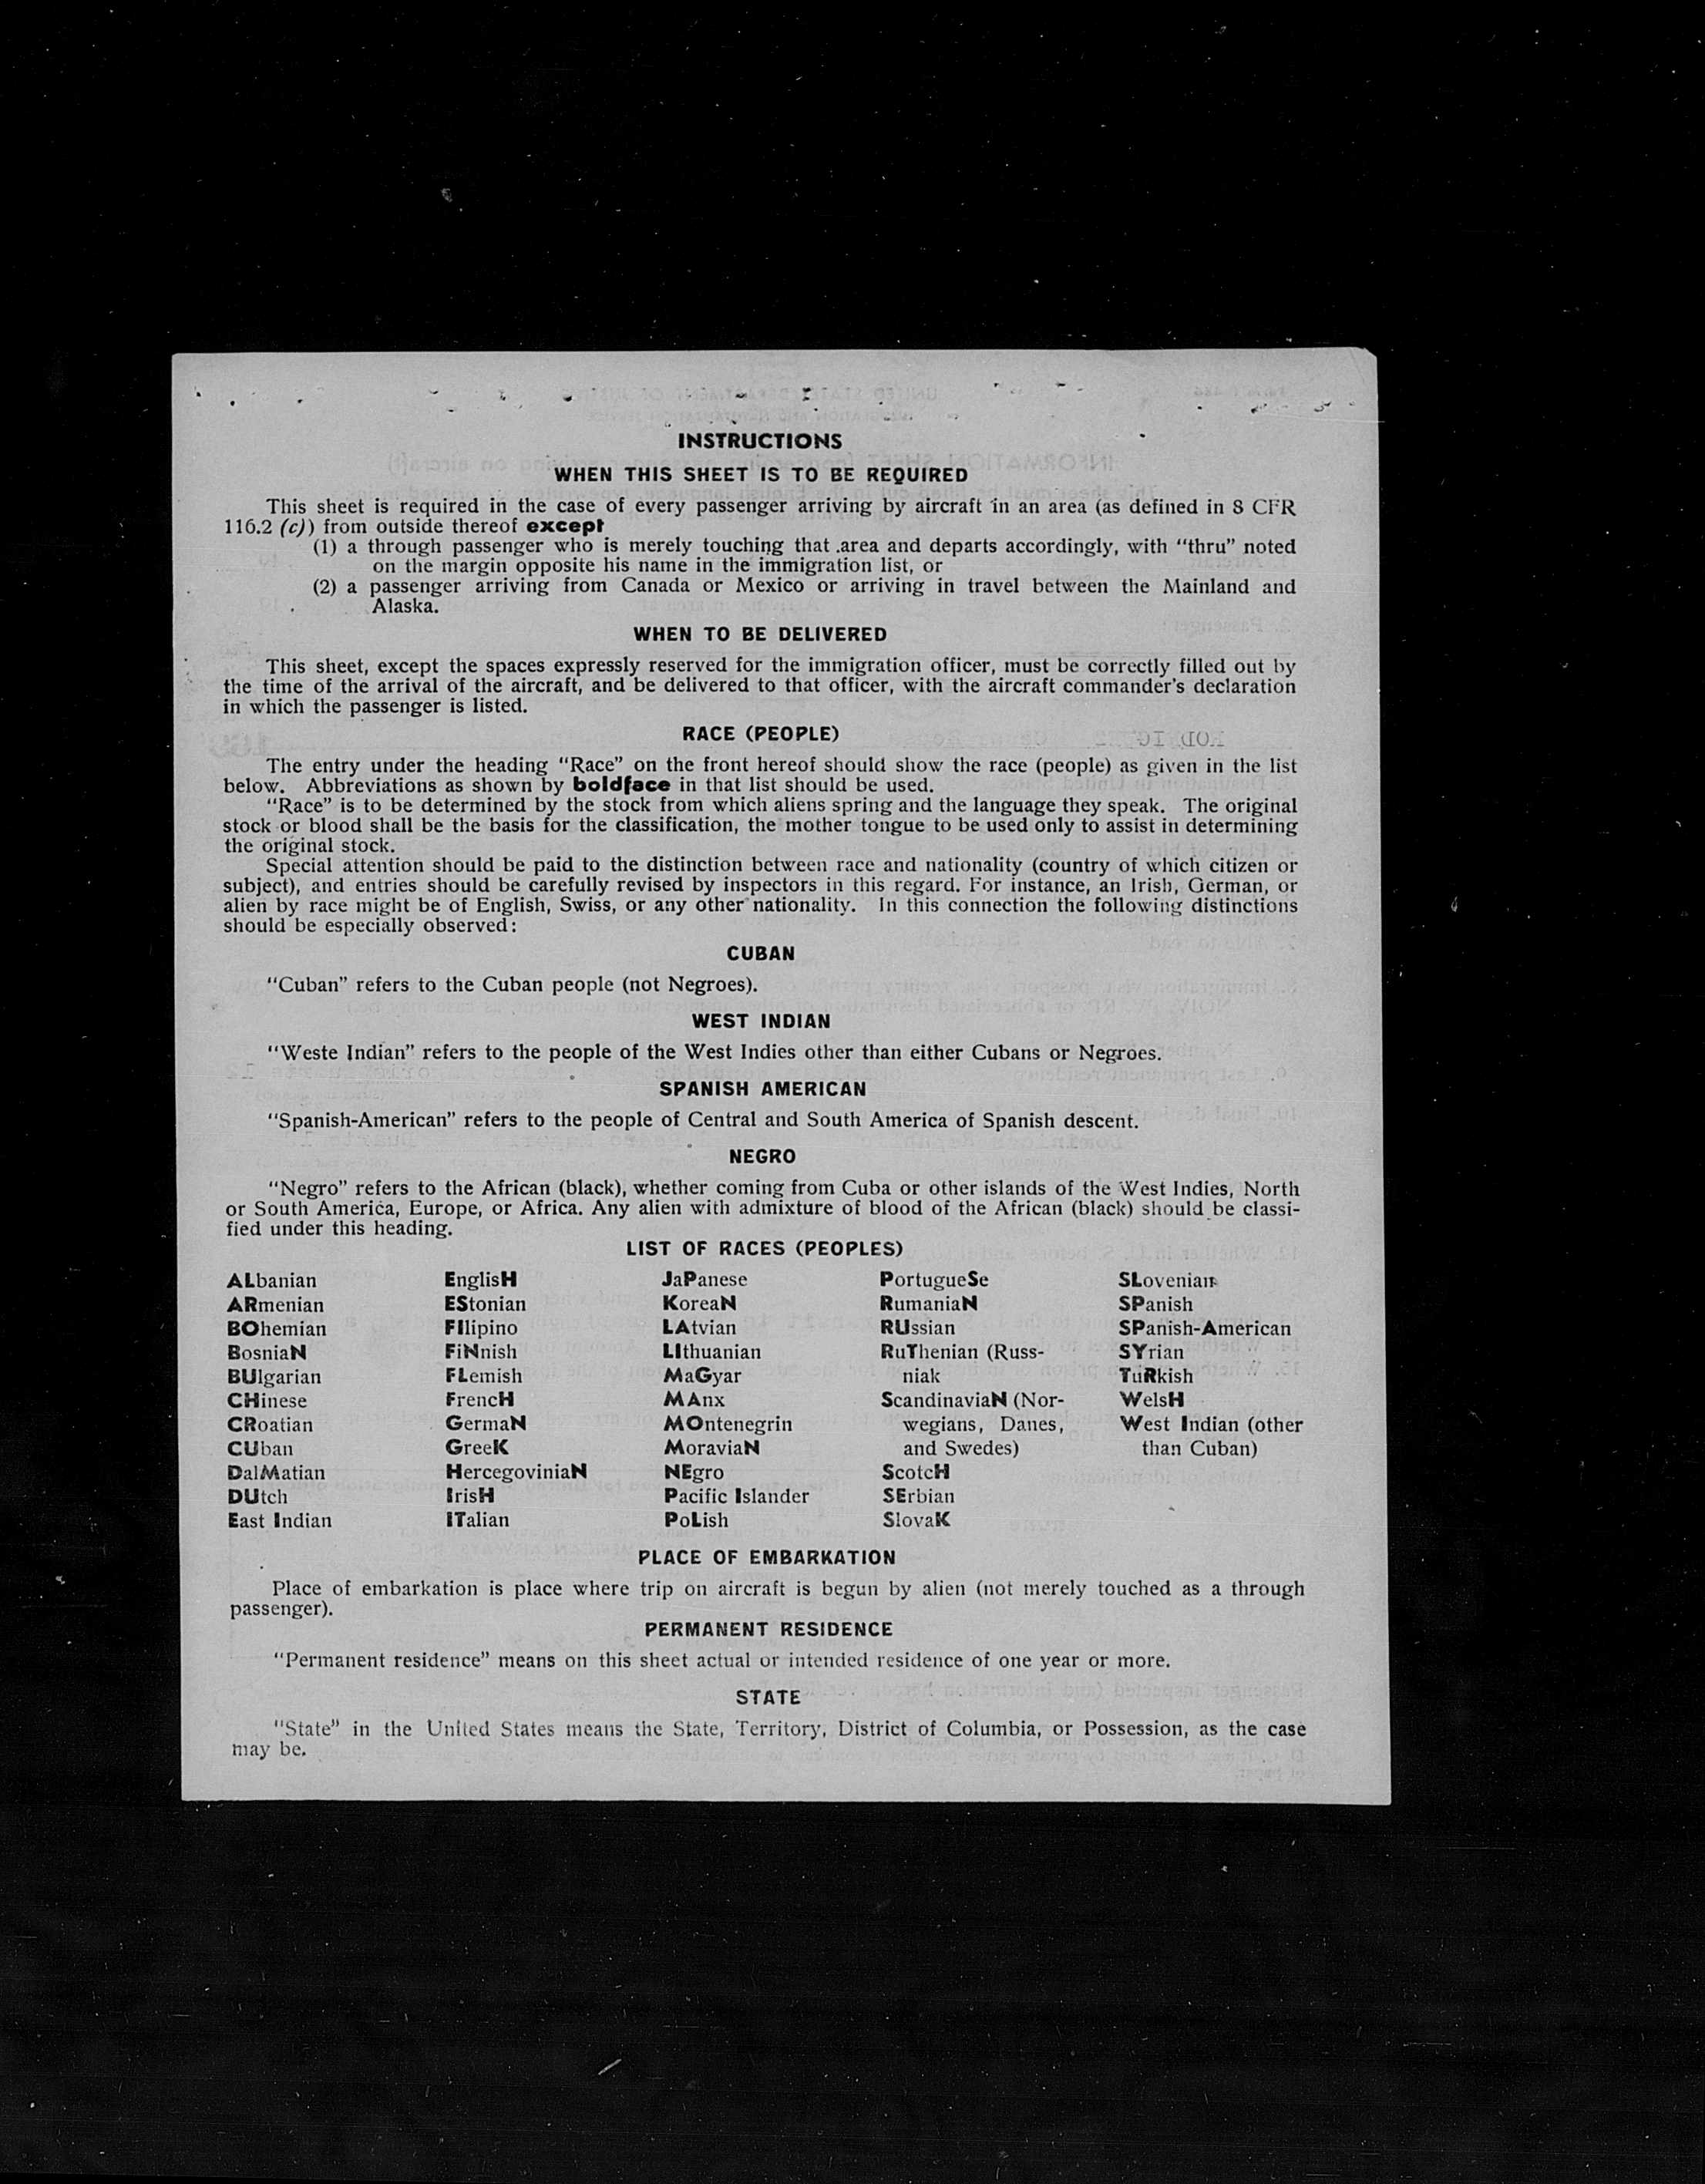 INSTRUCTIONS
WHEN THIS SHEET IS TO BE REQUIRED
This sheet is required in the case of every passenger arriving by aircraft in an area (as defined in 8 CFR
116.2 (c)) from outside thereof except
(1) a through passenger who is merely touching that area and departs accordingly, with "thru" noted
on the margin opposite his name in the immigration list, or
(2) a passenger arriving from Canada or Mexico or arriving in travel between the Mainland and
Alaska.
WHEN TO BE DELIVERED
This sheet, except the spaces expressly reserved for the immigration officer, must be correctly filled out by
the time of the arrival of the aircraft, and be delivered to that officer, with the aircraft commander's declaration
in which the passenger is listed.
RACE (PEOPLE)
The entry under the heading "Race" on the front hereof should show the race (people) as given in the list
below. Abbreviations as shown by boldface in that list should be used.
"Race" is to be determined by the stock from which aliens spring and the language they speak. The original
stock or blood shall be the basis for the classification, the mother tongue to be used only to assist in determining
the original stock.
Special attention should be paid to the distinction between race and nationality (country of which citizen or
subject), and entries should be carefully revised by inspectors in this regard. For instance, an Irish, German, or
alien by race might be of English, Swiss, or any other nationality. In this connection the following distinctions
should be especially observed:
CUBAN
"Cuban" refers to the Cuban people (not Negroes).
WEST INDIAN
"Weste Indian" refers to the people of the West Indies other than either Cubans or Negroes.
SPANISH AMERICAN
"Spanish-American" refers to the people of Central and South America of Spanish descent.
NEGRO
"Negro" refers to the African (black), whether coming from Cuba or other islands of the West Indies, North
or South America, Europe, or Africa. Any alien with admixture of blood of the African (black) should be classi-
fied under this heading.
LIST OF RACES (PEOPLES)
ALbanian EnglisH JaPanese PortugueSe SLovenian
ARmenian EStonian KoreaN RumaniaN SPanish
BOhemian FIlipino LAtvian RUssian SPanish-American
BosniaN FiNnish LIthuanian RuThenian (Russ- SYrian
BUlgarian FLemish MaGyar niak TuRkish
CHinese FrencH MAnx ScandinaviaN (Nor- WelsH
CRoatian GermaN MOntenegrin wegians, Danes, West Indian (other
CUban GreeK MoraviaN and Swedes) than Cuban)
DalMatian HercegoviniaN NEgro ScotcH
DUtch IrisH Pacific Islander SErbian
East Indian ITalian PoLish SlovaK
PLACE OF EMBARKATION
Place of embarkation is place where trip on aircraft is begun by alien (not merely touched as a through
passenger).
PERMANENT RESIDENCE
"Permanent residence" means on this sheet actual or intended residence of one year or more.
STATE
"State" in the United States means the State, Territory, District of Columbia, or Possession, as the case
may be.